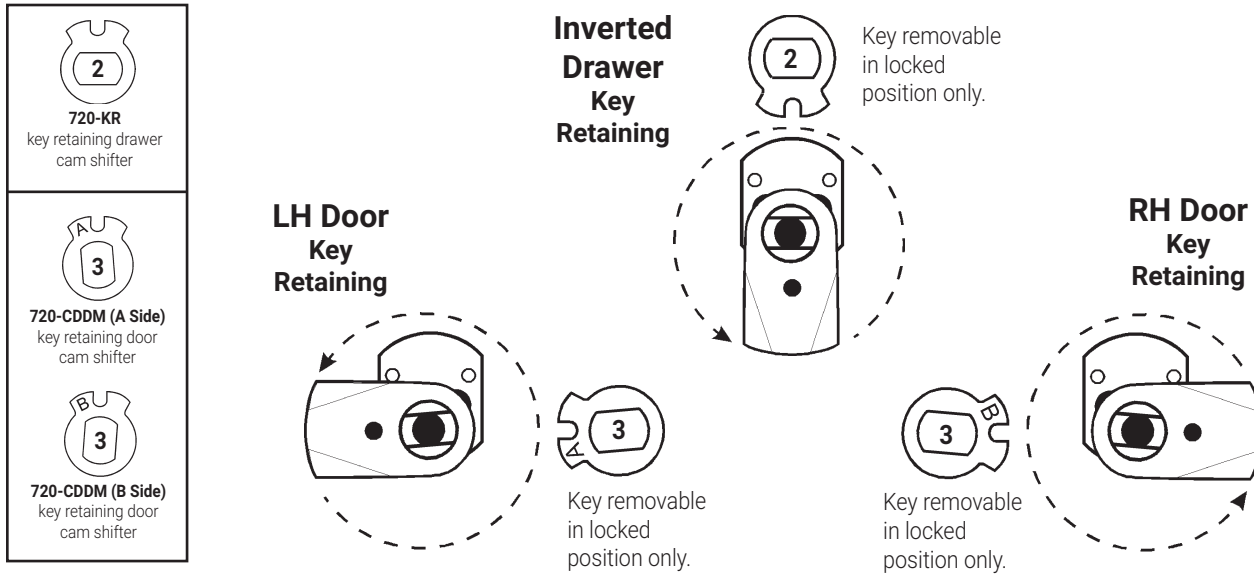 2
720-KR
key retaining drawer
cam shifter
A
3
720-CDDM (A Side)
key retaining door
cam shifter
B
3
720-CDDM (B Side)
key retaining door
cam shifter
Inverted
Drawer
Key
Retaining
2
Key removable
in locked
position only.
LH Door
Key
Retaining
3
A
Key removable
in locked
position only.
RH Door
Key
Retaining
3
B
Key removable
in locked
position only.